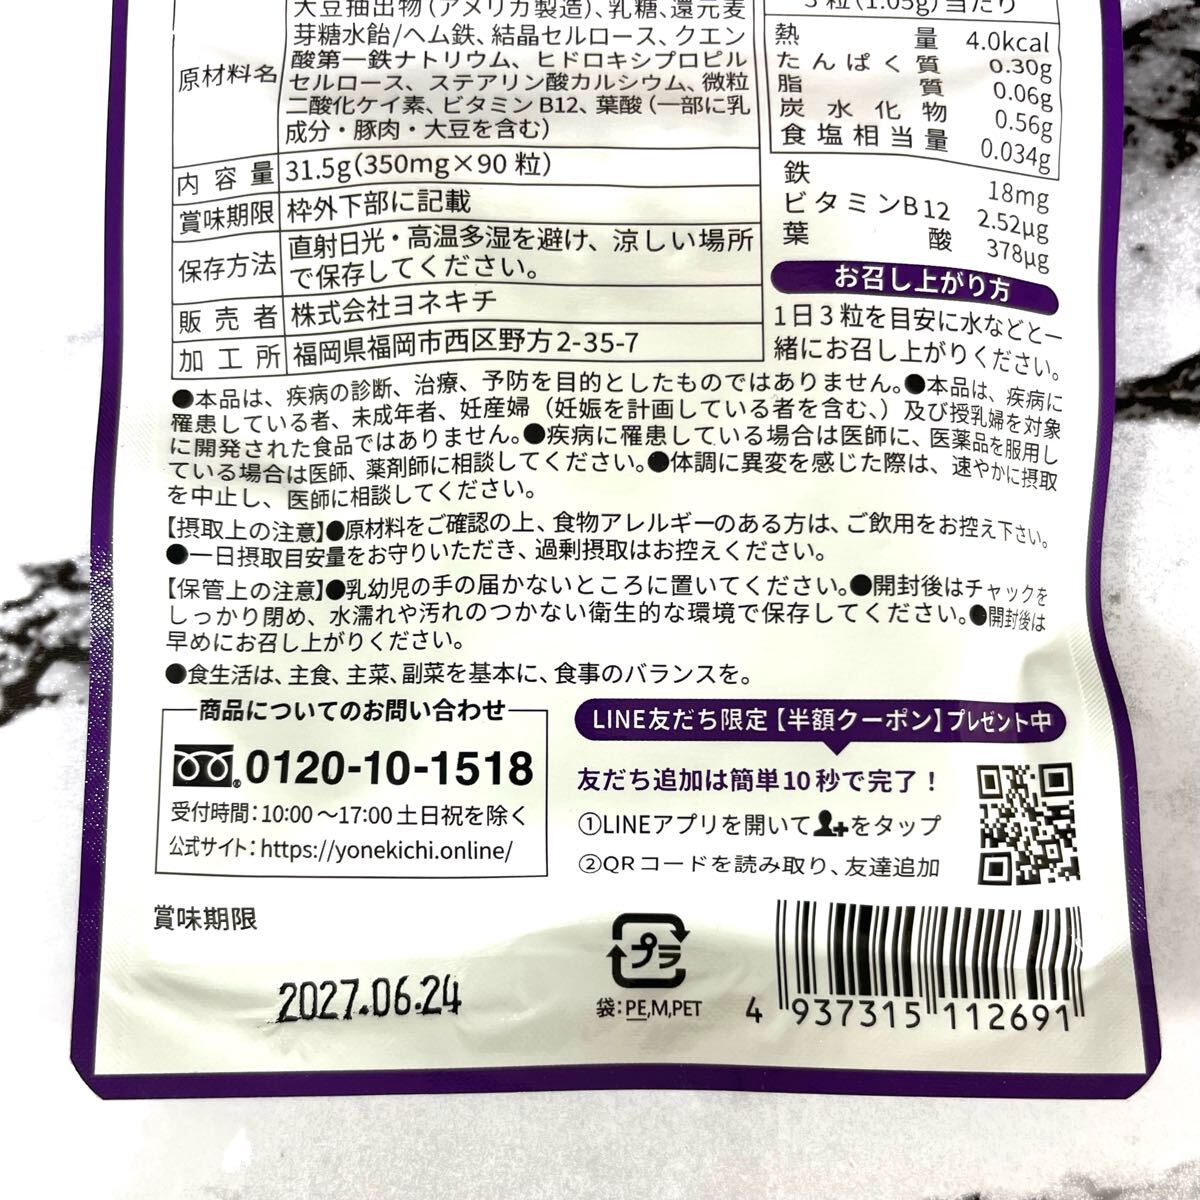 大豆抽出物(アメリカ製造)、乳糖、還元麦
芽糖水飴/ヘム鉄、結晶セルロース、クエン
酸第一鉄ナトリウム、ヒドロキシプロピル
原材料名
セルロース、ステアリン酸カルシウム、微粒
二酸化ケイ素、ビタミンB12、葉酸(一部に乳
成分・豚肉・大豆を含む)
内容量 31.5g(350mg×90粒)
賞味期限 枠外下部に記載
保存方法 直射日光・高温多湿を避け、涼しい場所
で保存してください。
販売者 株式会社ヨネキチ
加工所 福岡県福岡市西区野方2-35-7
3粒(1.05g)当たり
熱量 4.0kcal
たんぱく質 0.30g
脂質 0.06g
炭水化物 0.56g
食塩相当量 0.034g
鉄 18mg
ビタミンB12 2.52μg
葉酸 378μg
お召し上がり方
1日3粒を目安に水などと一
緒にお召し上がりください。
●本品は、疾病の診断、治療、予防を目的としたものではありません。●本品は、疾病に
罹患している者、未成年者、妊産婦(妊娠を計画している者を含む、)及び授乳婦を対象
に開発された食品ではありません。●疾病に罹患している場合は医師に、医薬品を服用し
ている場合は医師、薬剤師に相談してください。●体調に異変を感じた際は、速やかに摂取
を中止し、医師に相談してください。
【摂取上の注意】●原材料をご確認の上、食物アレルギーのある方は、ご飲用をお控え下さい。
●一日摂取目安量をお守りいただき、過剰摂取はお控えください。
【保管上の注意】●乳幼児の手の届かないところに置いてください。●開封後はチャックを
しっかり閉め、水濡れや汚れのつかない衛生的な環境で保存してください。●開封後は
早めにお召し上がりください。
●食生活は、主食、主菜、副菜を基本に、食事のバランスを。
商品についてのお問い合わせ
0120-10-1518
受付時間:10:00〜17:00 土日祝を除く
公式サイト:https://yonekichi.online/
LINE友だち限定【半額クーポン】プレゼント中
友だち追加は簡単10秒で完了!
①LINEアプリを開いて をタップ
②QRコードを読み取り、友達追加
賞味期限
2027.06.24
プラ
袋:PE,M,PET
4 937315 112691